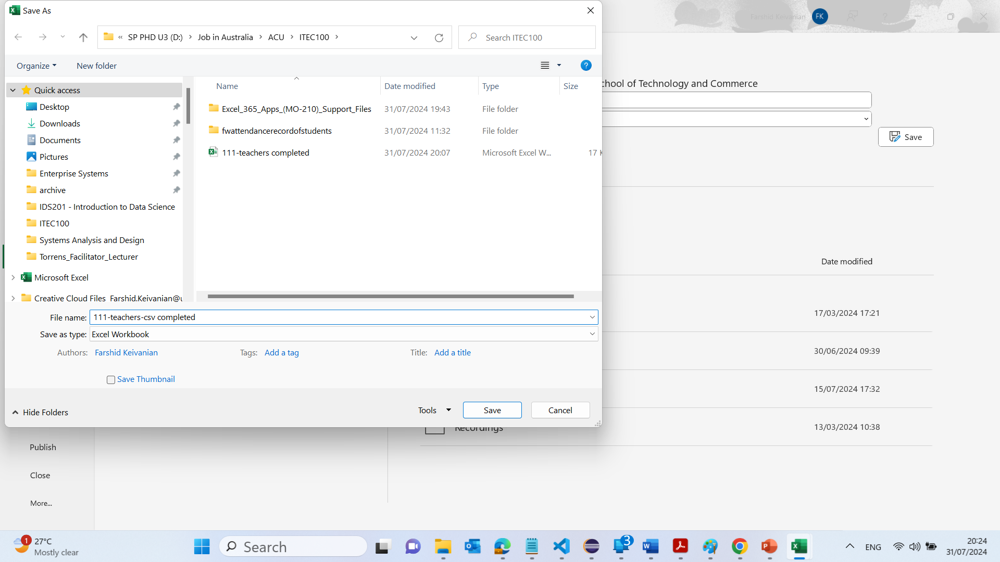 Save As
Farshid Keivanian FK
« SP PHD U3 (D:) › Job in Australia › ACU › ITEC100 ›
Search ITEC100
Organize
New folder
Name
Date modified
Type
Size
Excel_365_Apps_(MO-210)_Support_Files 31/07/2024 19:43 File folder
fwattendancerecordofstudents 31/07/2024 11:32 File folder
111-teachers completed 31/07/2024 20:07 Microsoft Excel W... 17
Quick access
Desktop
Downloads
Documents
Pictures
Enterprise Systems
archive
IDS201 - Introduction to Data Science
ITEC100
Systems Analysis and Design
Torrens_Facilitator_Lecturer
Microsoft Excel
Creative Cloud Files Farshid.Keivanian@
File name: 111-teachers-csv completed
Save as type: Excel Workbook
Authors: Farshid Keivanian
Tags: Add a tag
Title: Add a title
Save Thumbnail
Hide Folders
Tools
Save
Cancel
chool of Technology and Commerce
Save
Date modified
17/03/2024 17:21
30/06/2024 09:39
15/07/2024 17:32
Recordings
13/03/2024 10:38
Publish
Close
More...
1
27°C
Mostly clear
Search
3
ENG
20:24
31/07/2024